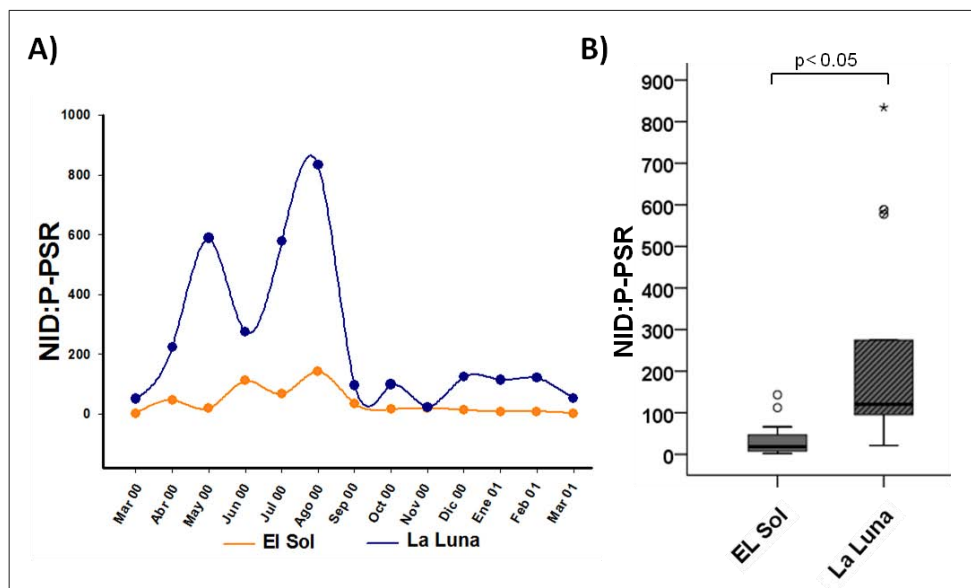 A)
NID:P-PSR
1000
800
600
400
200
0
Mar 00
Abr 00
May 00
Jun 00
Jul 00
Ago 00
Sep 00
Oct 00
Nov 00
Dic 00
Ene 01
Feb 01
Mar 01
El Sol
La Luna
B)
p< 0.05
NID:P-PSR
900
800
700
600
500
400
300
200
100
0
EL Sol
La Luna